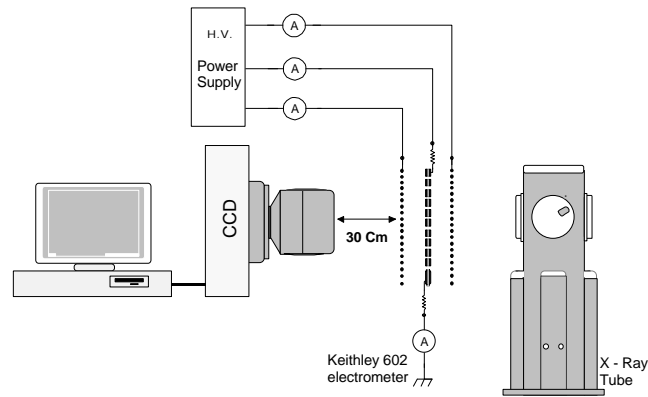 H.V.
Power
Supply
A
A
A
CCD
30 Cm
A
Keithley 602
electrometer
X - Ray
Tube